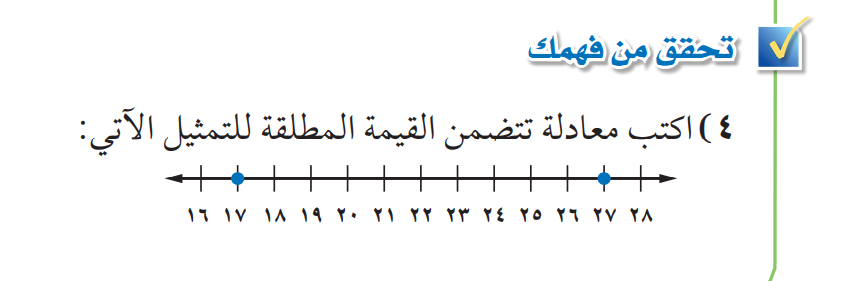 تحقق من فهمك
٤) اكتب معادلة تتضمن القيمة المطلقة للتمثيل الآتي:
١٦ ١٧ ١٨ ١٩ ٢٠ ٢١ ٢٢ ٢٣ ٢٤ ٢٥ ٢٦ ٢٧ ٢٨